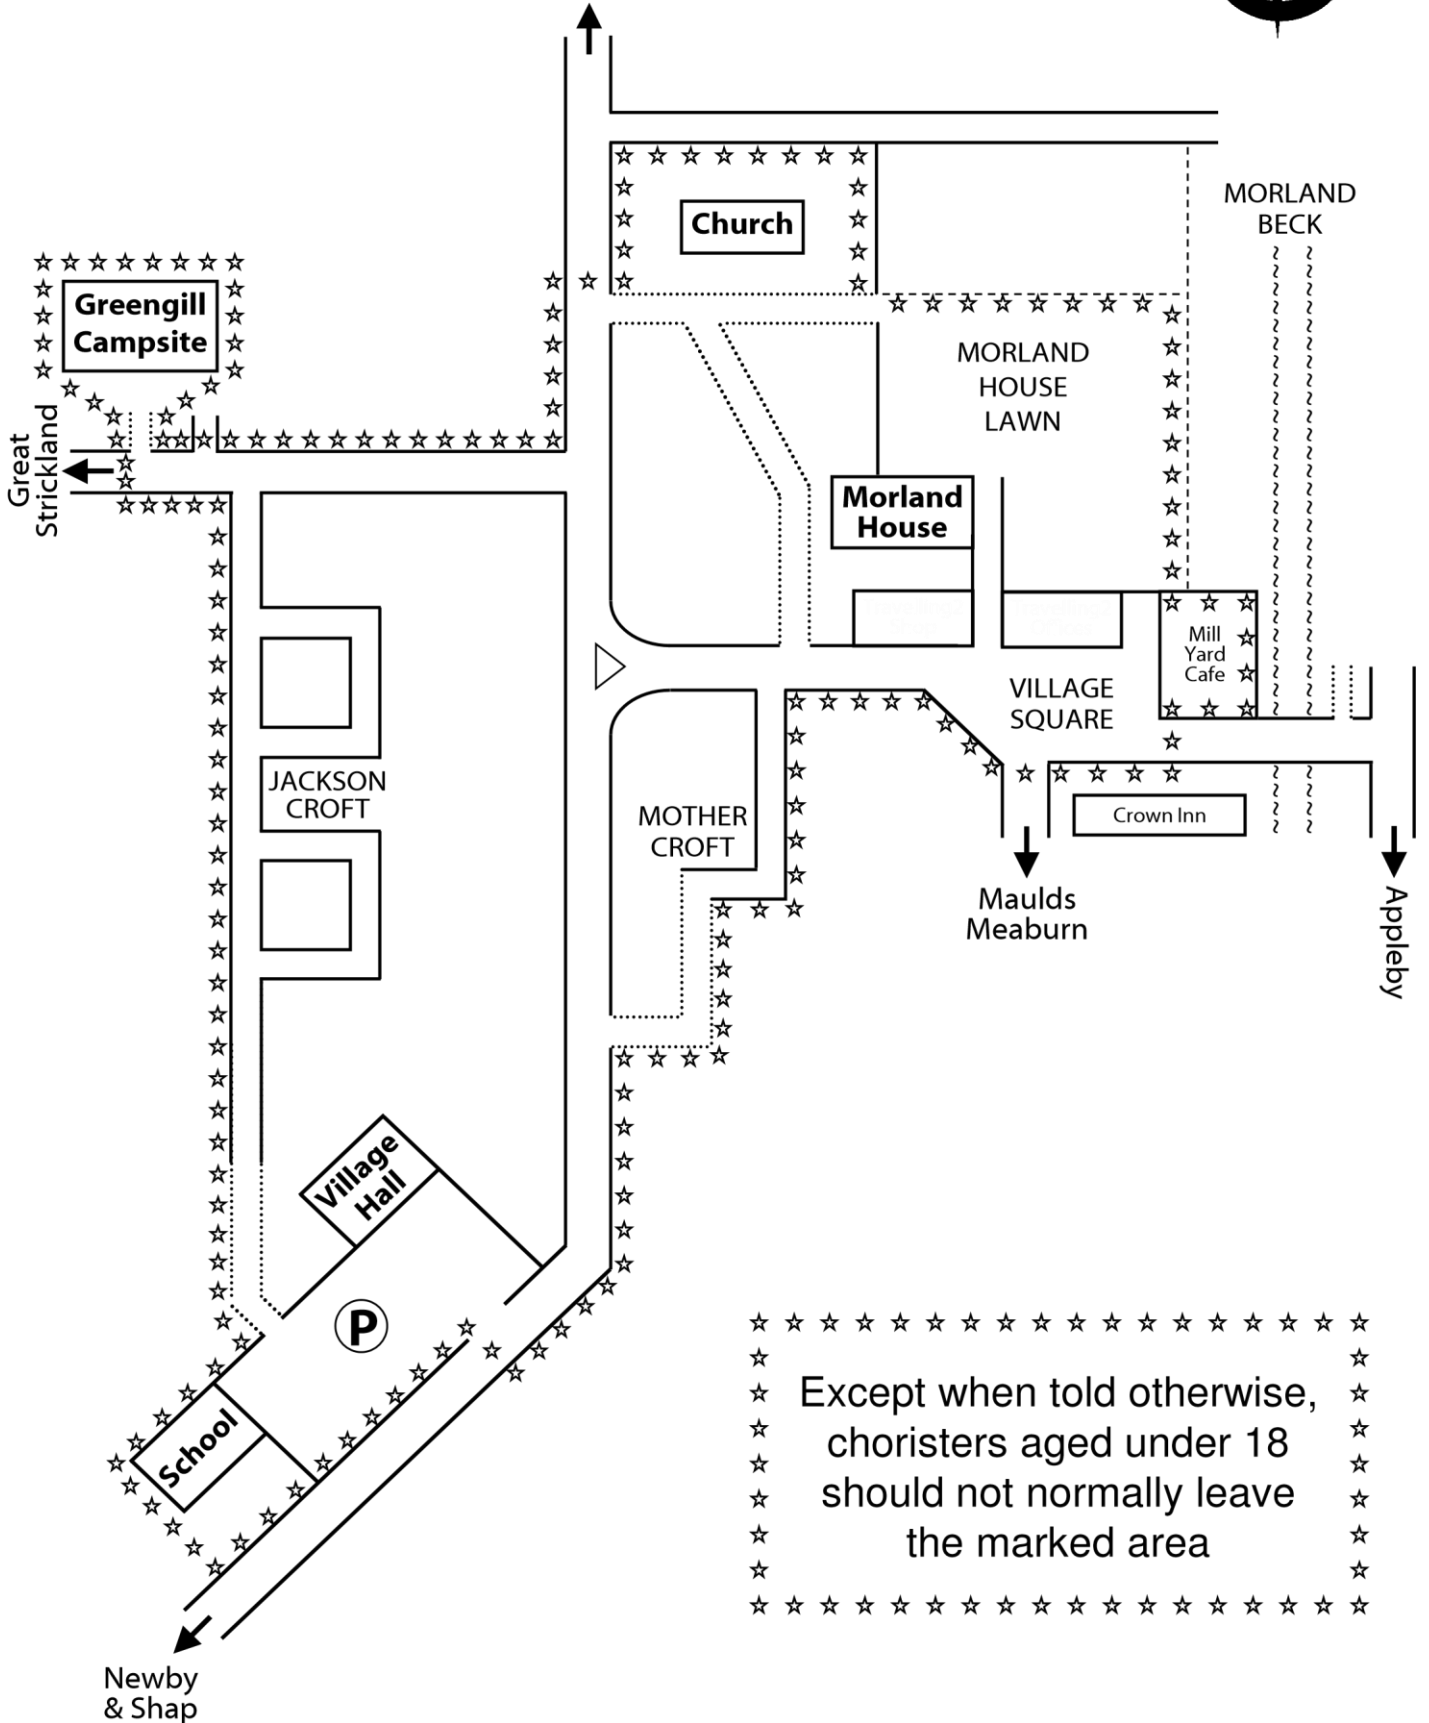 MORLAND
BECK
Church
Greengill
Campsite
MORLAND
HOUSE
LAWN
Great
Strickland
Morland
House
Mill
Yard
Cafe
VILLAGE
SQUARE
JACKSON
CROFT
MOTHER
CROFT
Crown Inn
Maulds
Meaburn
Appleby
Village
Hall
P
School
Except when told otherwise,
choristers aged under 18
should not normally leave
the marked area
Newby
& Shap